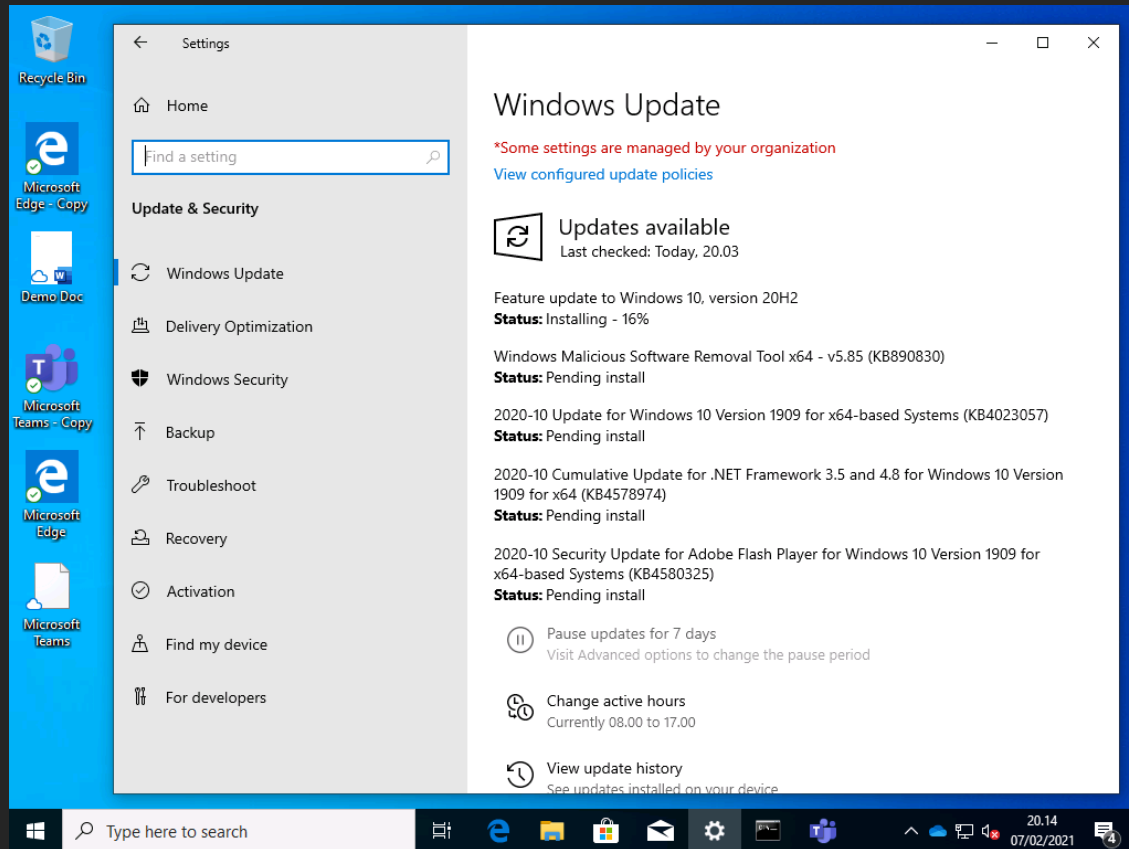 Recycle Bin
Microsoft
Edge - Copy
Demo Doc
Microsoft
Teams - Copy
Microsoft
Edge
Microsoft
Teams
Settings
Home
Find a setting
Update & Security
Windows Update
Delivery Optimization
Windows Security
Backup
Troubleshoot
Recovery
Activation
Find my device
For developers
Windows Update
*Some settings are managed by your organization
View configured update policies
Updates available
Last checked: Today, 20.03
Feature update to Windows 10, version 20H2
Status: Installing - 16%
Windows Malicious Software Removal Tool x64 - v5.85 (KB890830)
Status: Pending install
2020-10 Update for Windows 10 Version 1909 for x64-based Systems (KB4023057)
Status: Pending install
2020-10 Cumulative Update for .NET Framework 3.5 and 4.8 for Windows 10 Version
1909 for x64 (KB4578974)
Status: Pending install
2020-10 Security Update for Adobe Flash Player for Windows 10 Version 1909 for
x64-based Systems (KB4580325)
Status: Pending install
Pause updates for 7 days
Visit Advanced options to change the pause period
Change active hours
Currently 08.00 to 17.00
View update history
See updates installed on your device
Type here to search
20.14
07/02/2021
4